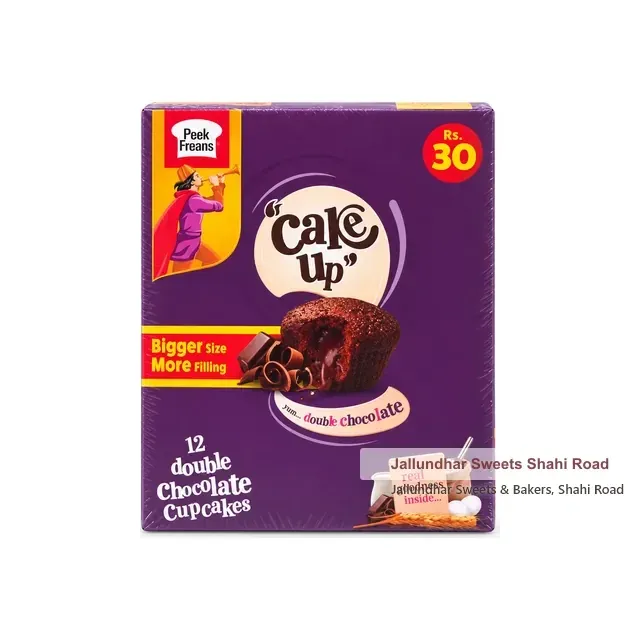 Peek
Freans
Rs.
30
"Cake
Up"
Bigger Size
More Filling
yum... double chocolate
12
double
Chocolate
Cupcakes
Jallundhar Sweets Shahi Road
real
Jallundhar Sweets & Bakers, Shahi Road
inside...